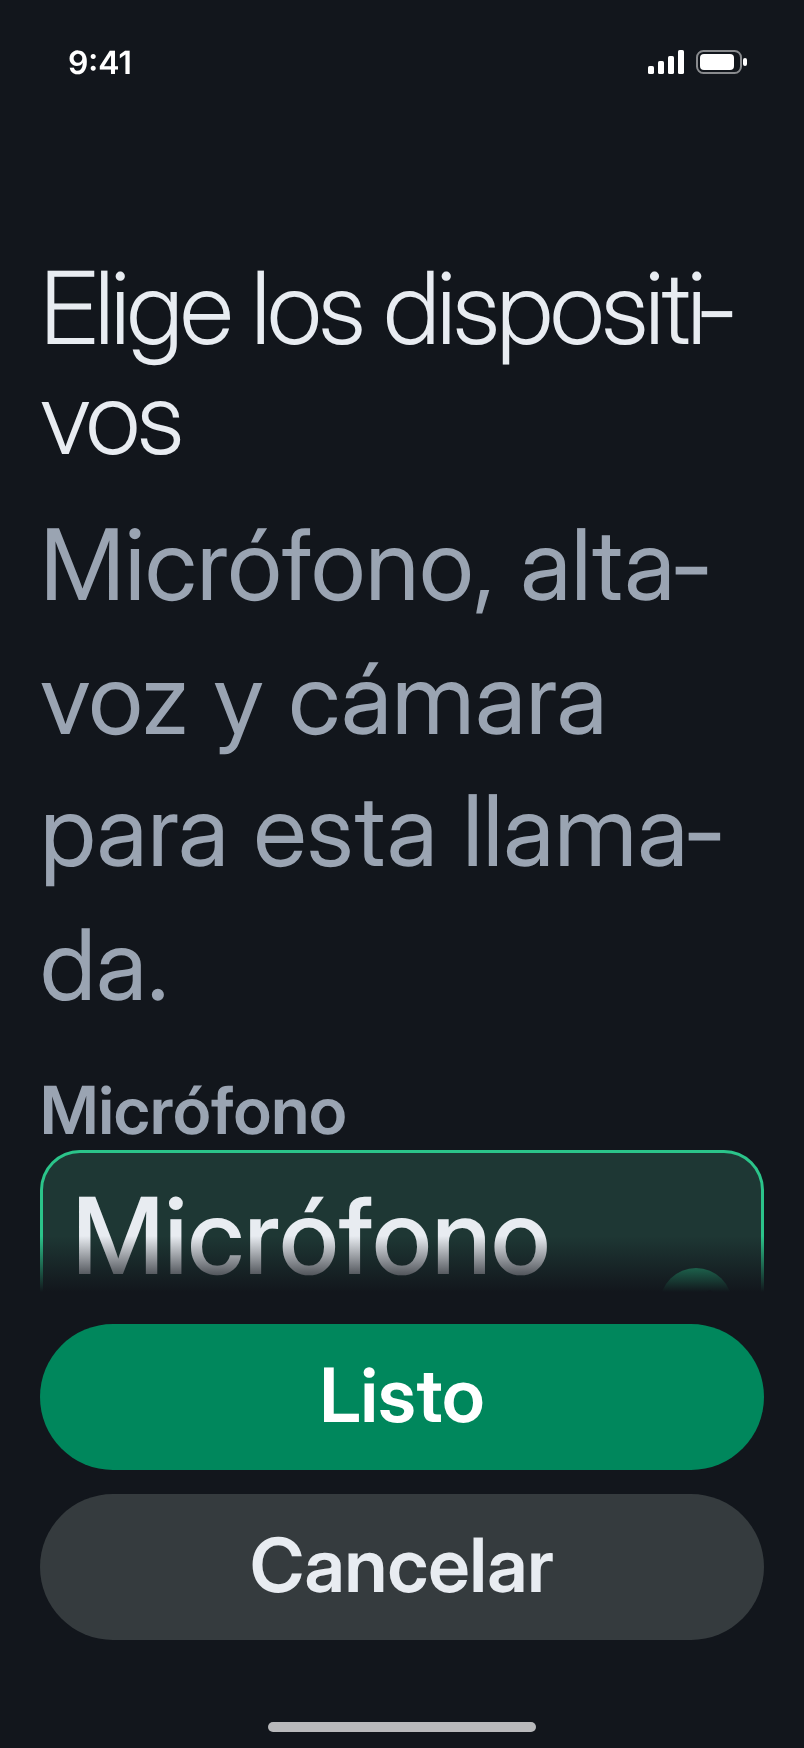 9:41
Elige los dispositi-
vos
Micrófono, alta-
voz y cámara
para esta llama-
da.
Micrófono
Micrófono
Listo
Cancelar